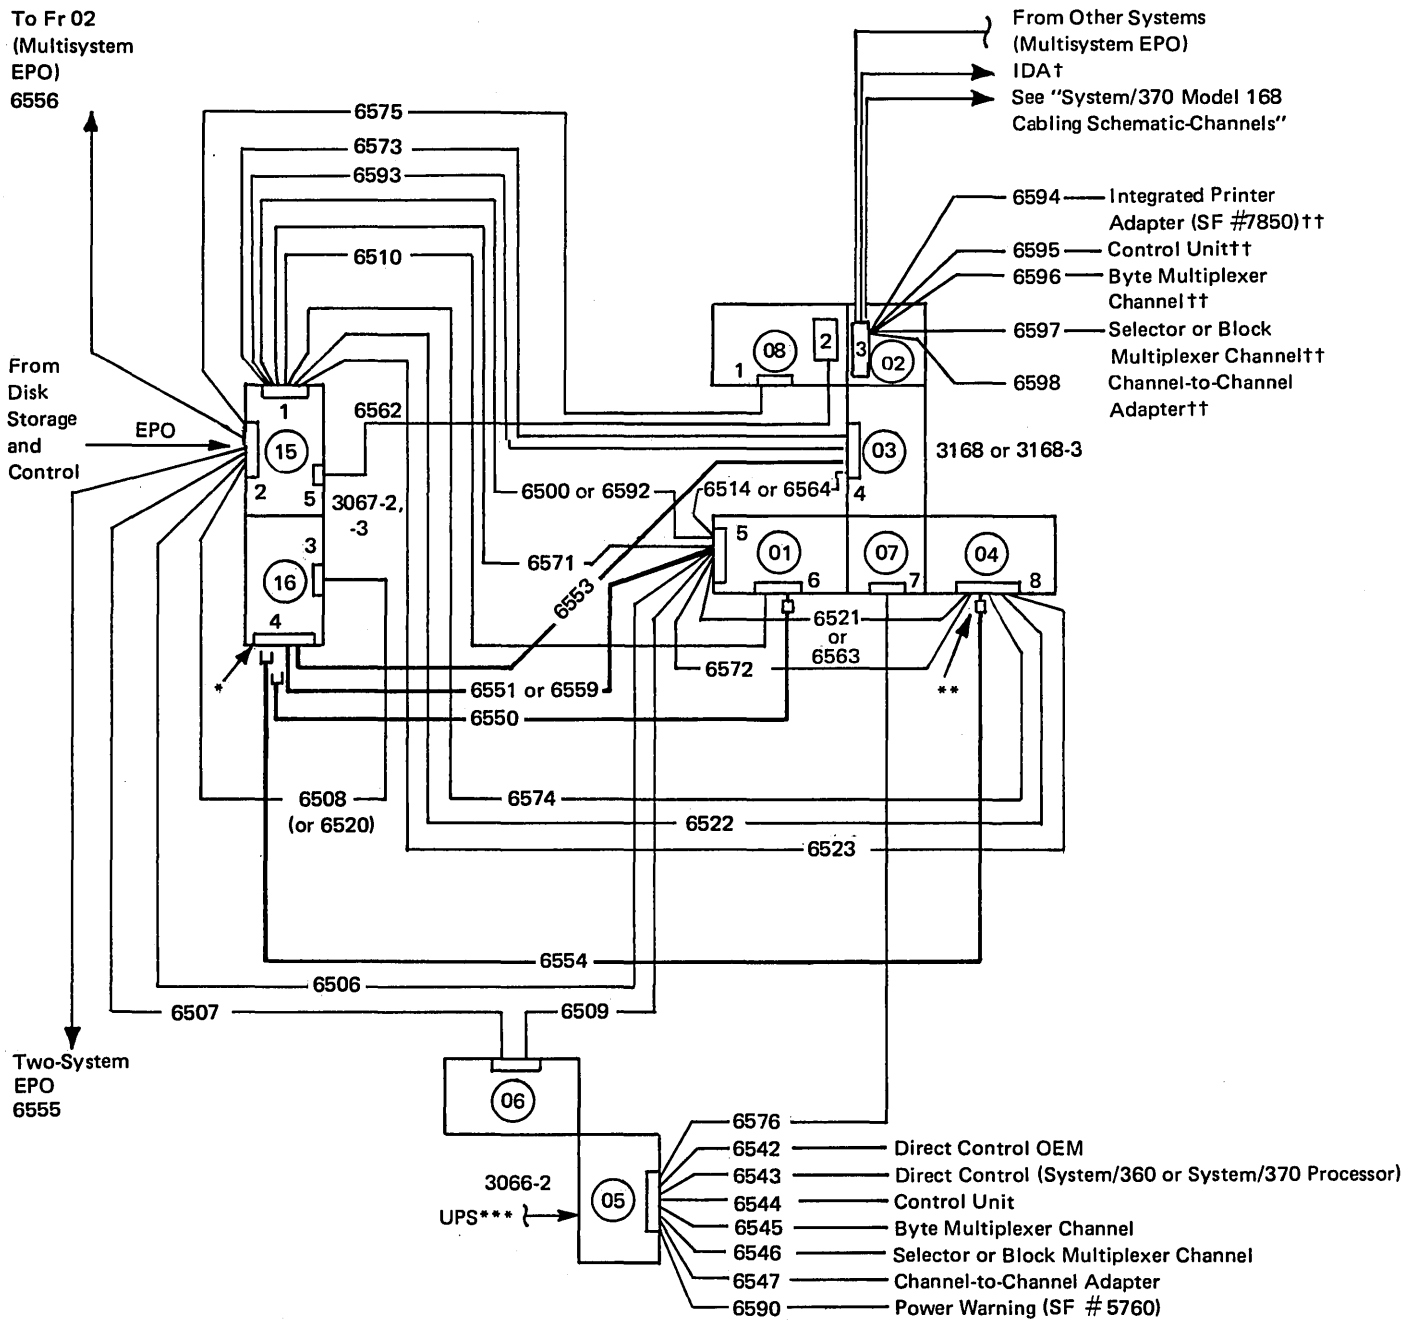 To Fr 02
(Multisystem
EPO)
6556
From Other Systems
(Multisystem EPO)
IDA†
See "System/370 Model 168
Cabling Schematic-Channels"
6575
6573
6593
6510
6594 Integrated Printer
Adapter (SF #7850)††
6595 Control Unit††
6596 Byte Multiplexer
Channel††
6597 Selector or Block
Multiplexer Channel††
6598 Channel-to-Channel
Adapter††
1
08
2
3
02
From
Disk
Storage
and
Control
EPO
1
15
2
5
6562
3067-2,
-3
03
4
3168 or 3168-3
6500 or 6592
6514 or 6564
3
16
4
*
6571
6553
5
01
6
07
7
04
8
6521
or
6563
6572
**
6551 or 6559
6550
6508
(or 6520)
6574
6522
6523
6554
6506
6507
6509
Two-System
EPO
6555
06
3066-2
UPS***
05
6576
6542 Direct Control OEM
6543 Direct Control (System/360 or System/370 Processor)
6544 Control Unit
6545 Byte Multiplexer Channel
6546 Selector or Block Multiplexer Channel
6547 Channel-to-Channel Adapter
6590 Power Warning (SF #5760)